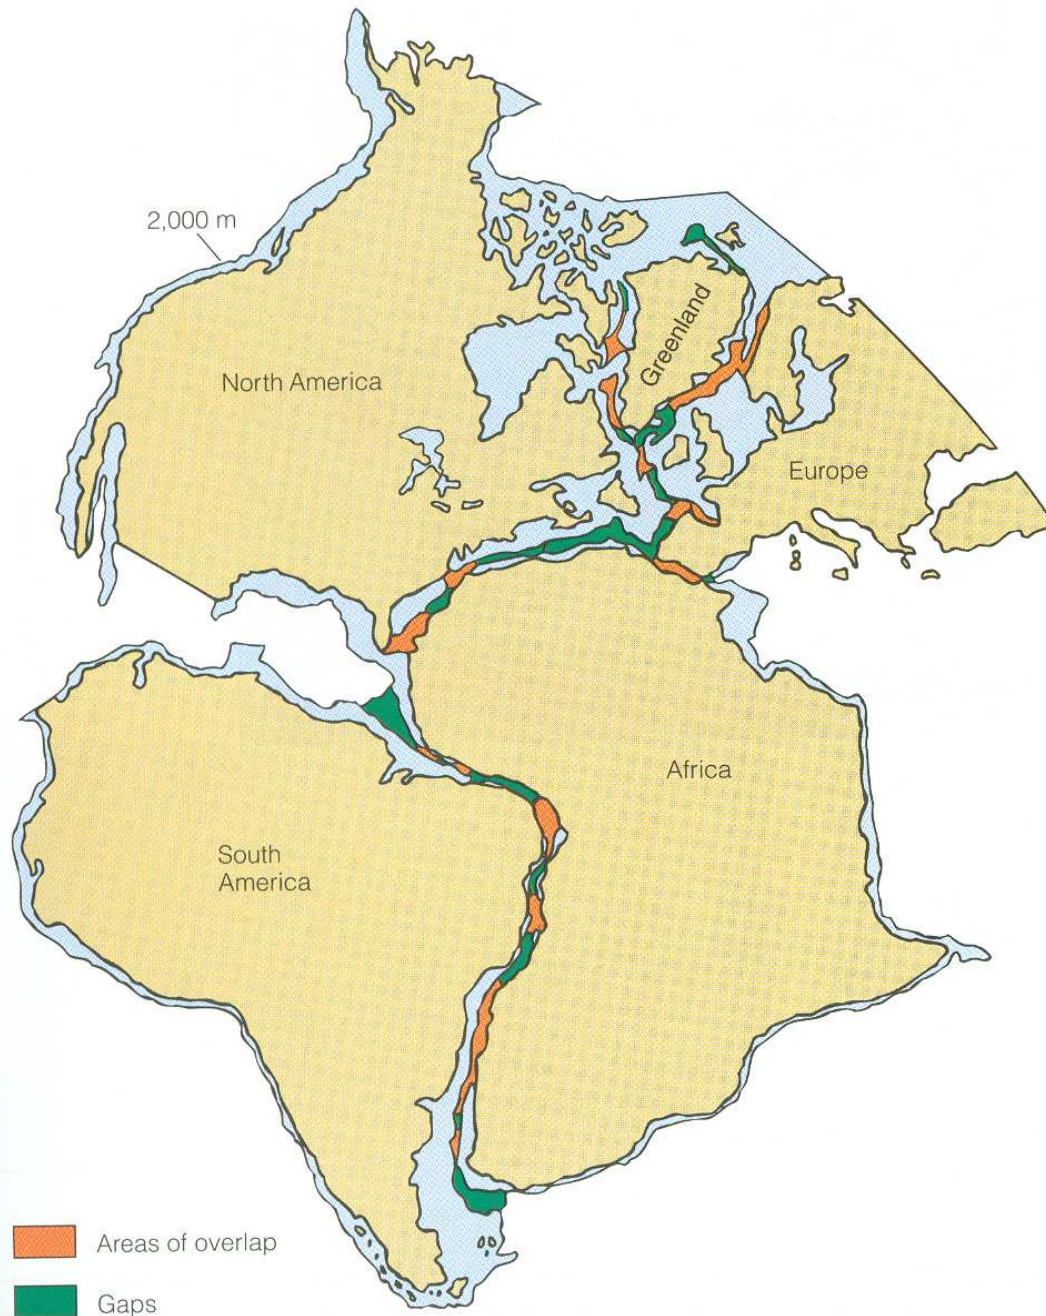 2,000 m
North America
Greenland
Europe
Africa
South
America
Areas of overlap
Gaps